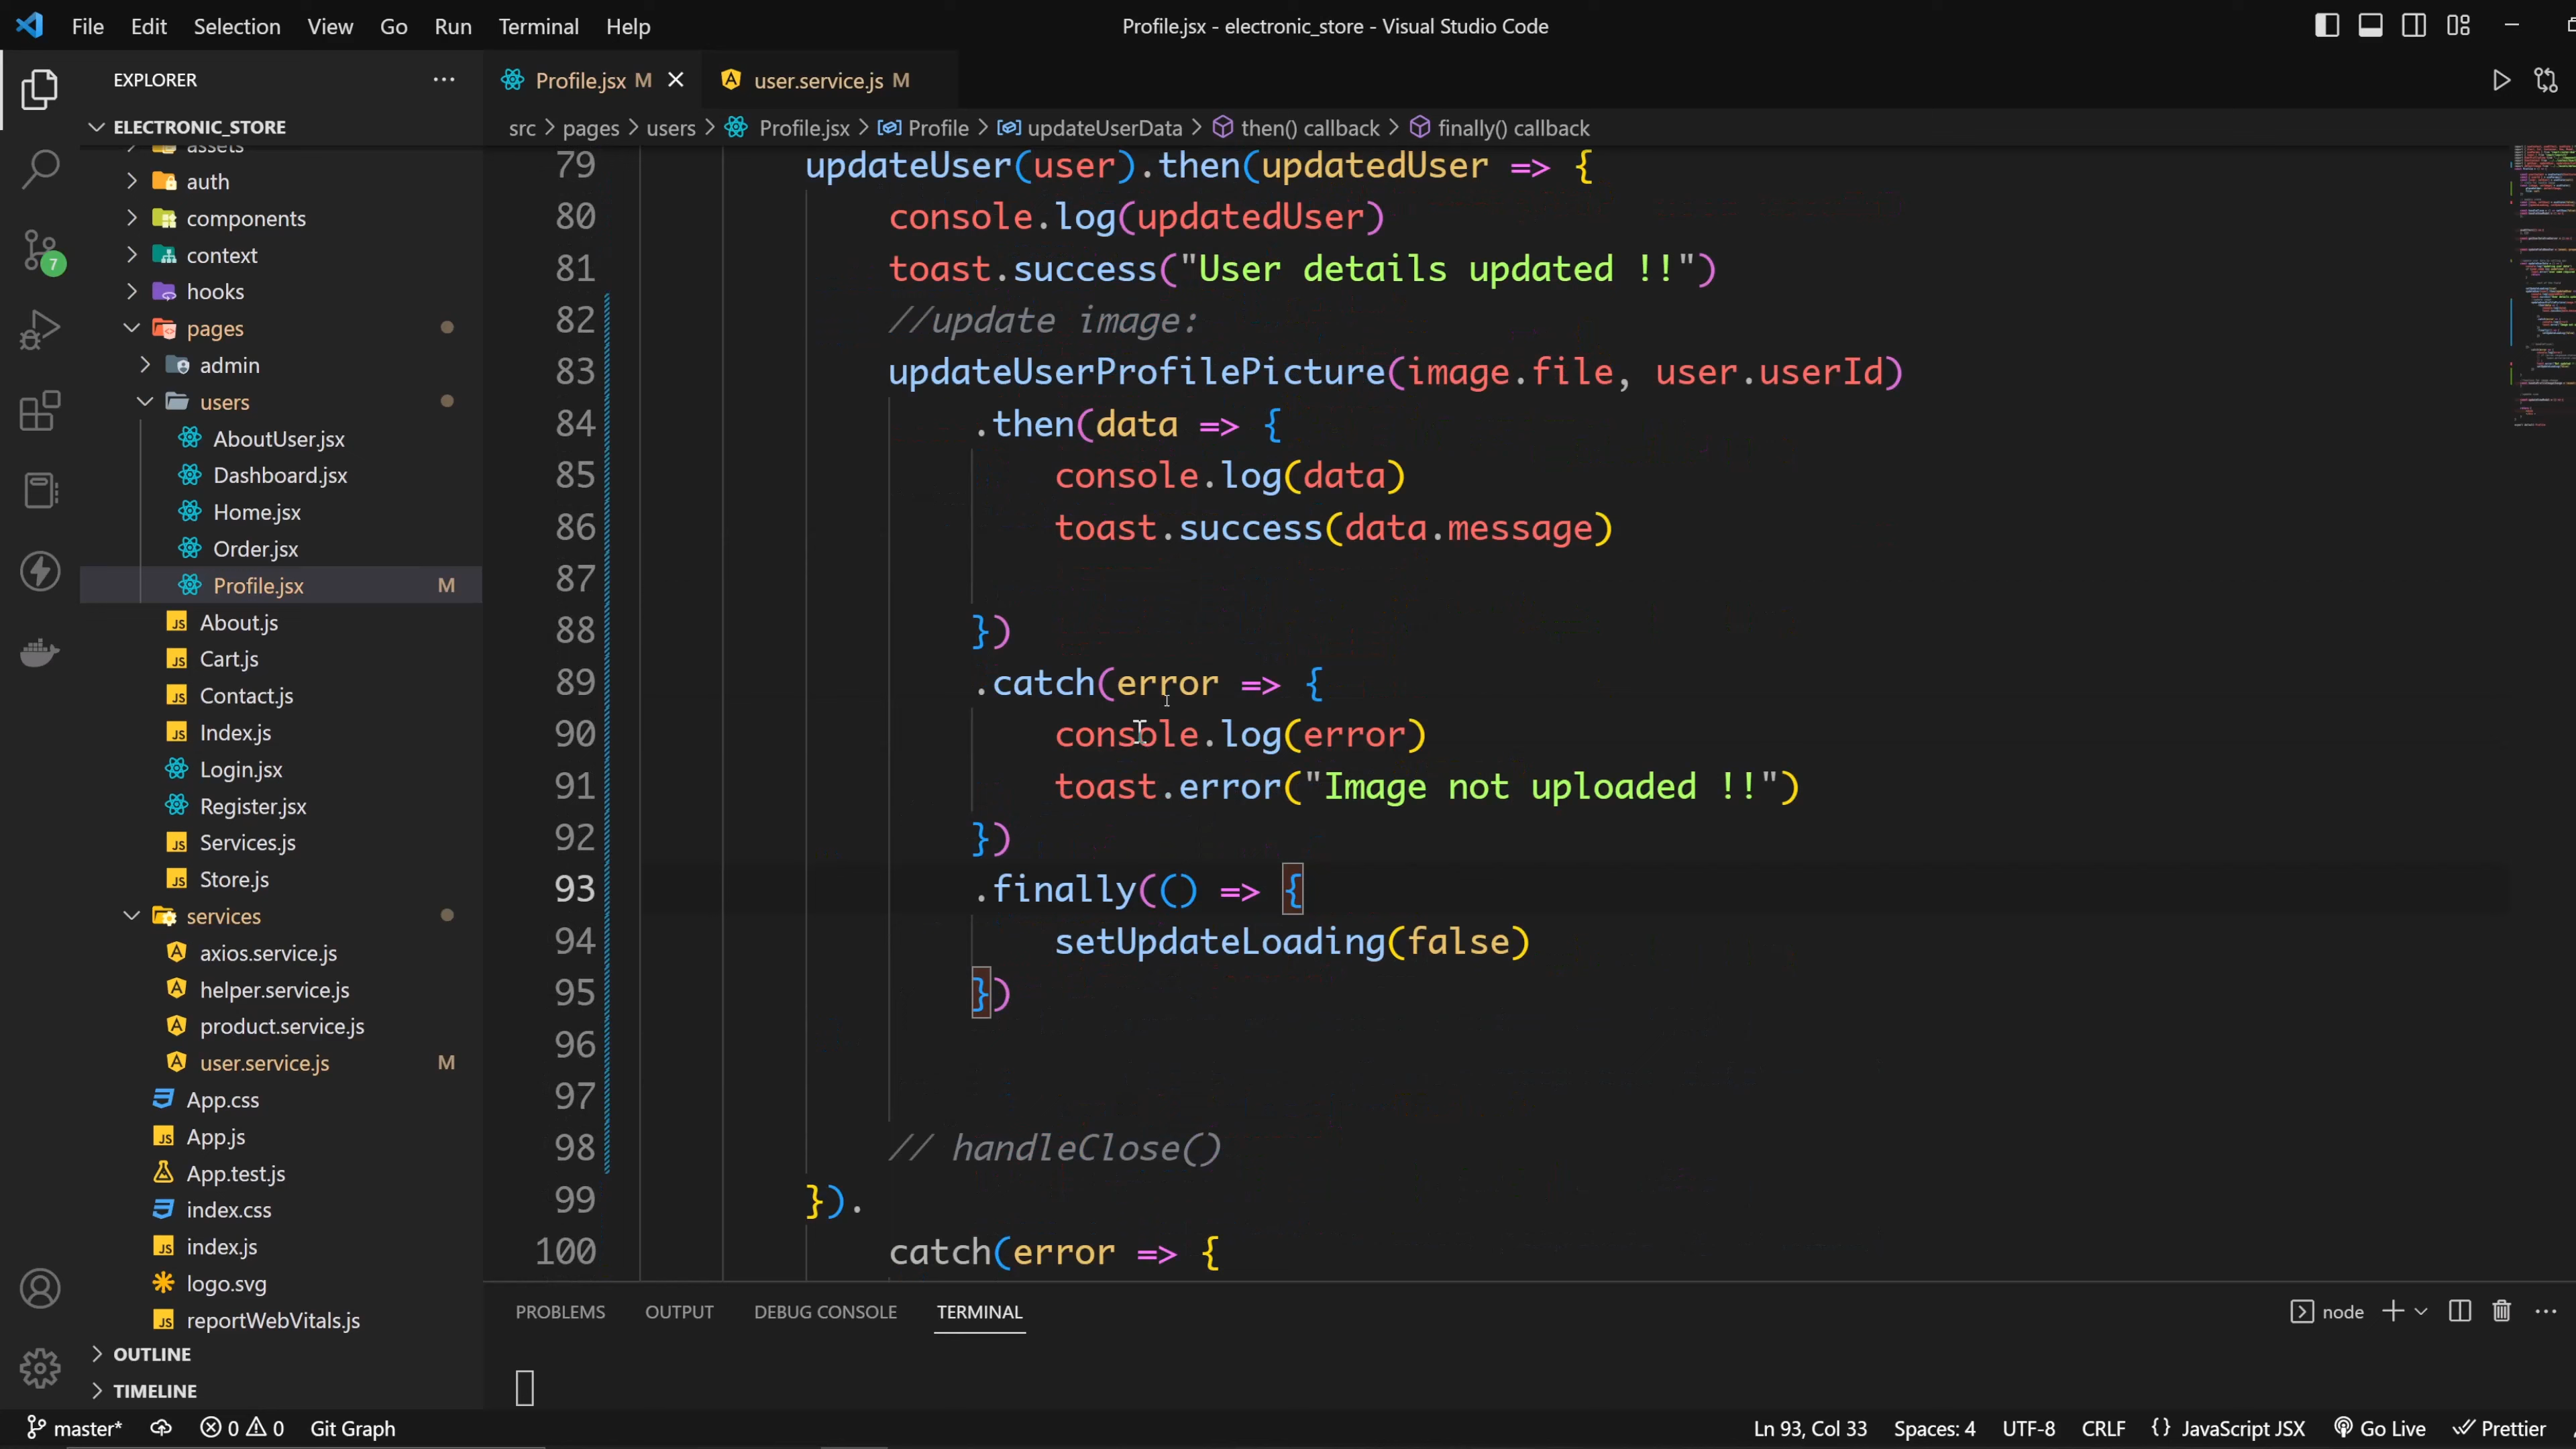 File Edit Selection View Go Run Terminal Help
Profile.jsx - electronic_store - Visual Studio Code
EXPLORER
Profile.jsx M
user.service.js M
ELECTRONIC_STORE
src > pages > users > Profile.jsx > Profile > updateUserData > then() callback > finally() callback
assets
auth
components
context
hooks
pages
admin
users
AboutUser.jsx
Dashboard.jsx
Home.jsx
Order.jsx
Profile.jsx M
About.js
Cart.js
Contact.js
Index.js
Login.jsx
Register.jsx
Services.js
Store.js
services
axios.service.js
helper.service.js
product.service.js
user.service.js M
App.css
App.js
App.test.js
index.css
index.js
logo.svg
reportWebVitals.js
OUTLINE
TIMELINE
7
79 updateUser(user).then(updatedUser => {
80 console.log(updatedUser)
81 toast.success("User details updated !!")
82 //update image:
83 updateUserProfilePicture(image.file, user.userId)
84 .then(data => {
85 console.log(data)
86 toast.success(data.message)
87
88 })
89 .catch(error => {
90 console.log(error)
91 toast.error("Image not uploaded !!")
92 })
93 .finally(() => {
94 setUpdateLoading(false)
95 })
96
97
98 // handleClose()
99 }).
100 catch(error => {
PROBLEMS OUTPUT DEBUG CONSOLE TERMINAL
node
master* 0 0 Git Graph
Ln 93, Col 33 Spaces: 4 UTF-8 CRLF {} JavaScript JSX Go Live Prettier